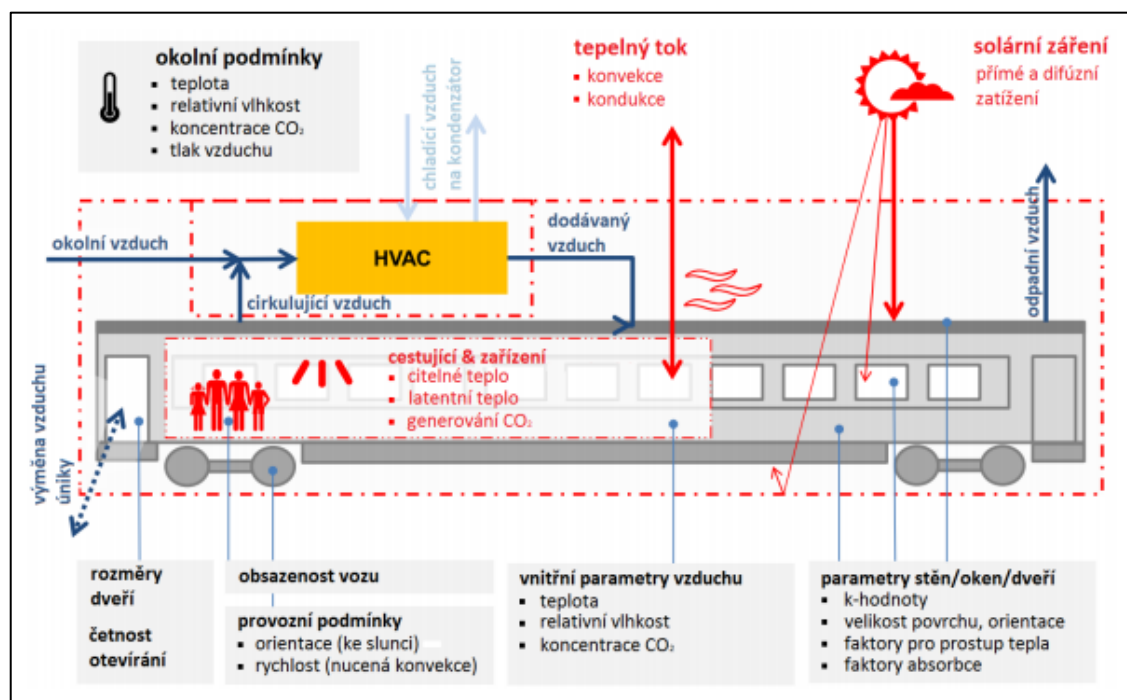 okolní podmínky
▪ teplota
▪ relativní vlhkost
▪ koncentrace CO₂
▪ tlak vzduchu
chladící vzduch
na kondenzátor
tepelný tok
▪ konvekce
▪ kondukce
solární záření
přímé a difúzní
zatížení
okolní vzduch
HVAC
dodávaný
vzduch
odpadní vzduch
cirkulující vzduch
cestující & zařízení
▪ citelné teplo
▪ latentní teplo
▪ generování CO₂
výměna vzduchu
úniky
rozměry
dveří
četnost
otevírání
obsazenost vozu
provozní podmínky
▪ orientace (ke slunci)
▪ rychlost (nucená konvekce)
vnitřní parametry vzduchu
▪ teplota
▪ relativní vlhkost
▪ koncentrace CO₂
parametry stěn/oken/dveří
▪ k-hodnoty
▪ velikost povrchu, orientace
▪ faktory pro prostup tepla
▪ faktory absorbce